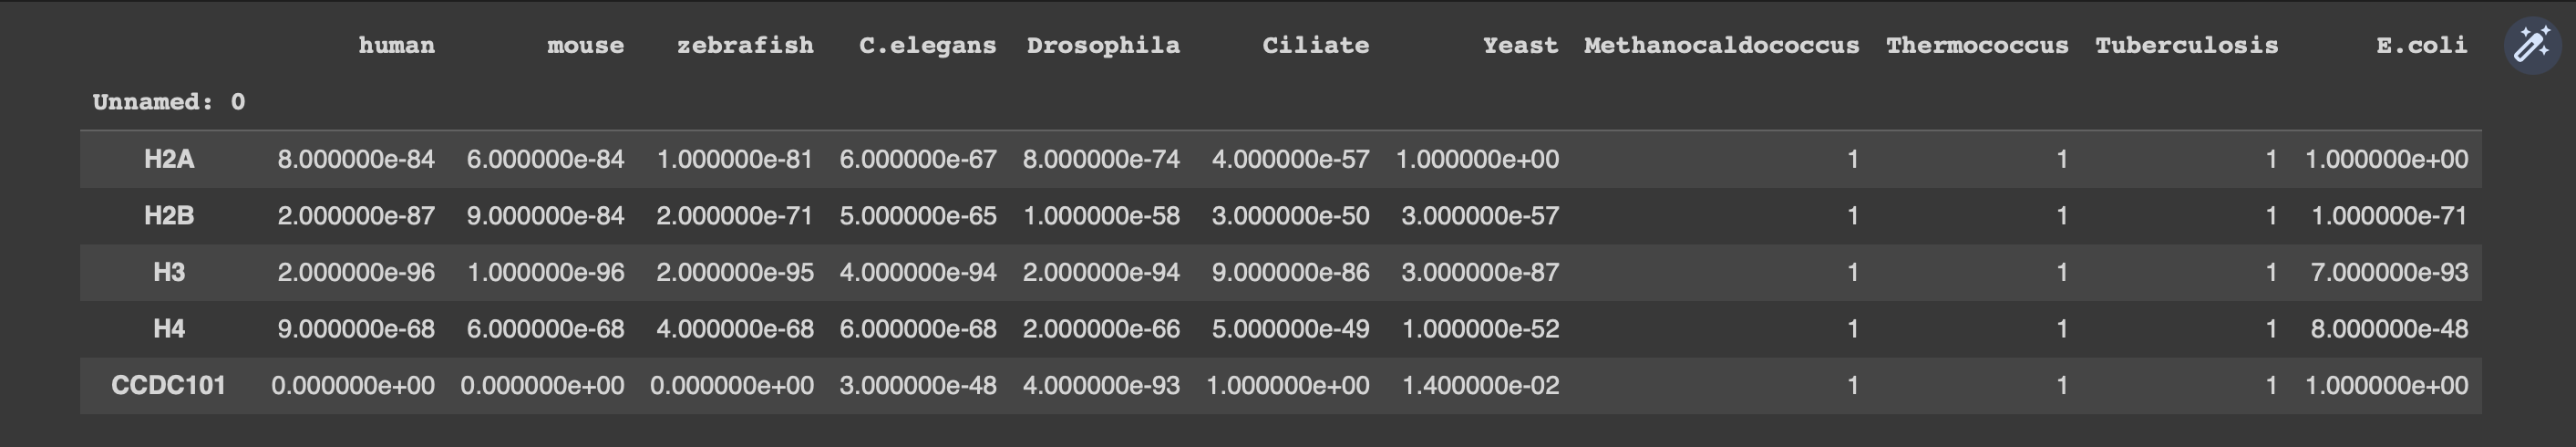 human mouse zebrafish C.elegans Drosophila Ciliate Yeast Methanocaldococcus Thermococcus Tuberculosis E.coli
Unnamed: 0
H2A 8.000000e-84 6.000000e-84 1.000000e-81 6.000000e-67 8.000000e-74 4.000000e-57 1.000000e+00 1 1 1 1.000000e+00
H2B 2.000000e-87 9.000000e-84 2.000000e-71 5.000000e-65 1.000000e-58 3.000000e-50 3.000000e-57 1 1 1 1.000000e-71
H3 2.000000e-96 1.000000e-96 2.000000e-95 4.000000e-94 2.000000e-94 9.000000e-86 3.000000e-87 1 1 1 7.000000e-93
H4 9.000000e-68 6.000000e-68 4.000000e-68 6.000000e-68 2.000000e-66 5.000000e-49 1.000000e-52 1 1 1 8.000000e-48
CCDC101 0.000000e+00 0.000000e+00 0.000000e+00 3.000000e-48 4.000000e-93 1.000000e+00 1.400000e-02 1 1 1 1.000000e+00